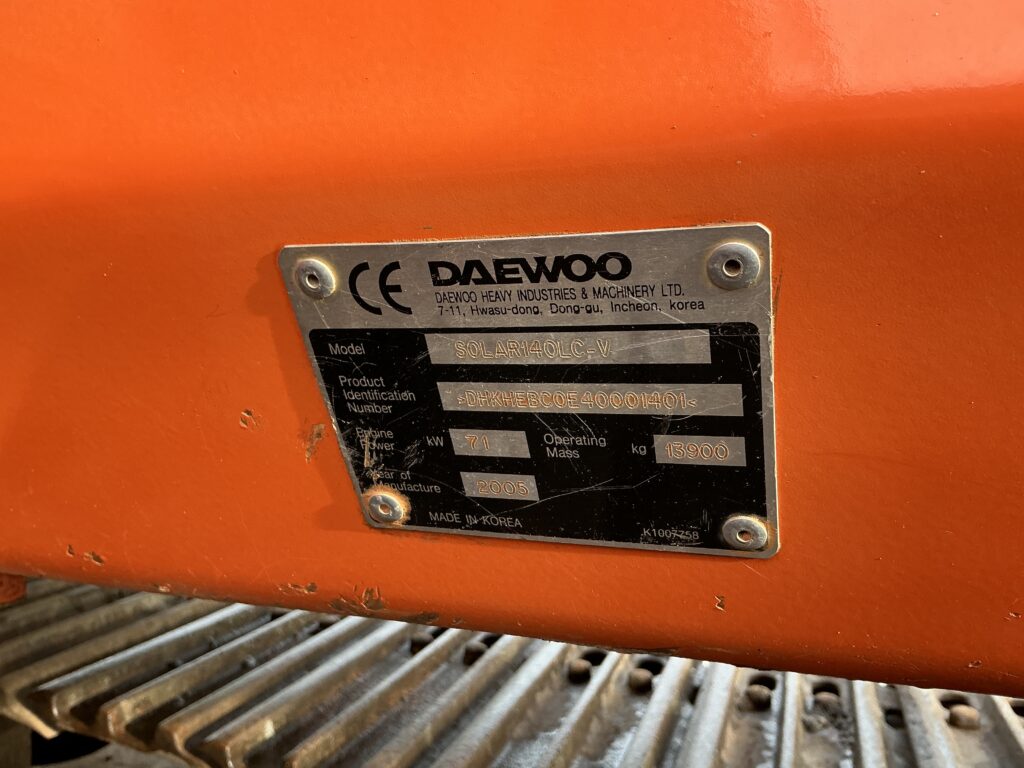 CE DAEWOO
DAEWOO HEAVY INDUSTRIES & MACHINERY LTD.
7-11, Hwasu-dong, Dong-gu, Incheon, korea
Model SOLAR140LC-V
Product
Identification
Number
>DHKHEBC0E40001401<
Engine
Power kW 71
Operating
Mass kg 13900
Year of
Manufacture 2005
MADE IN KOREA
K1007758